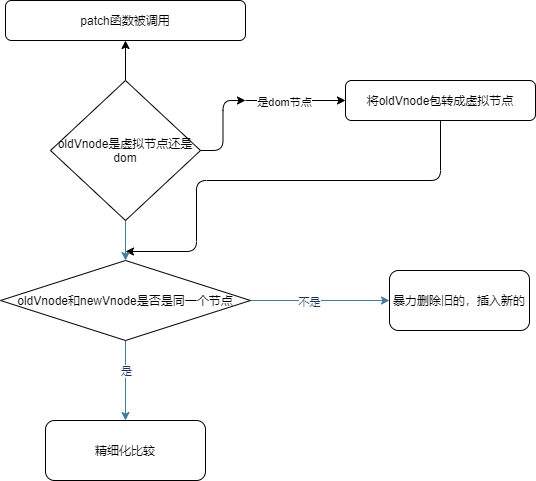 patch函数被调用
oldVnode是虚拟节点还是
dom
是dom节点
将oldVnode包转成虚拟节点
oldVnode和newVnode是否是同一个节点
不是
暴力删除旧的，插入新的
是
精细化比较